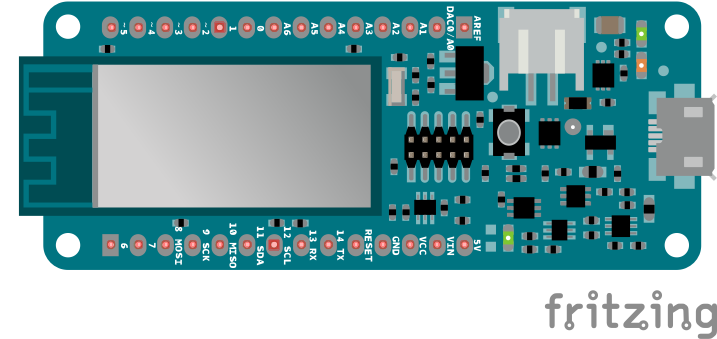 ~5 ~4 ~3 ~2 1 0 A6 A5 A4 A3 A2 A1 DAC0/A0 AREF
6 7 8 MOSI 9 SCK 10 MISO 11 SDA 12 SCL 13 RX 14 TX RESET GND VCC VIN 5V
fritzing